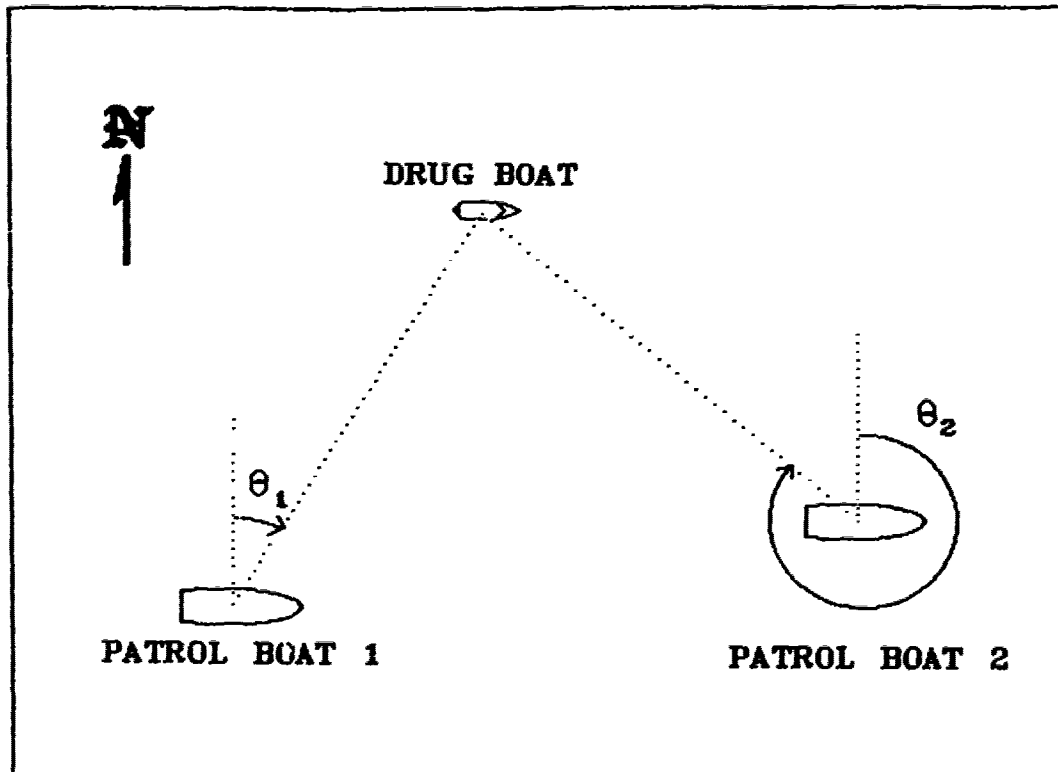 N
DRUG BOAT
θ₂
θ₁
PATROL BOAT 1
PATROL BOAT 2